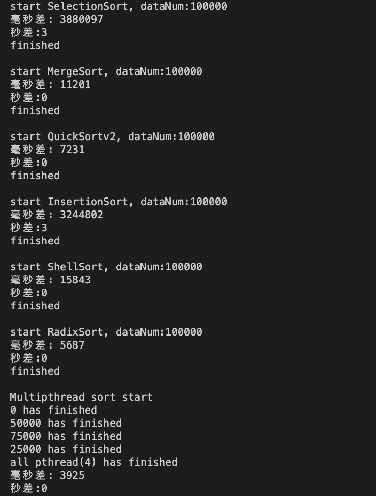 start SelectionSort, dataNum:100000
毫秒差: 3880097
秒差:3
finished
start MergeSort, dataNum:100000
毫秒差: 11201
秒差:0
finished
start QuickSortv2, dataNum:100000
毫秒差: 7231
秒差:0
finished
start InsertionSort, dataNum:100000
毫秒差: 3244802
秒差:3
finished
start ShellSort, dataNum:100000
毫秒差: 15843
秒差:0
finished
start RadixSort, dataNum:100000
毫秒差: 5687
秒差:0
finished
Multipthread sort start
0 has finished
50000 has finished
75000 has finished
25000 has finished
all pthread(4) has finished
毫秒差: 3925
秒差:0